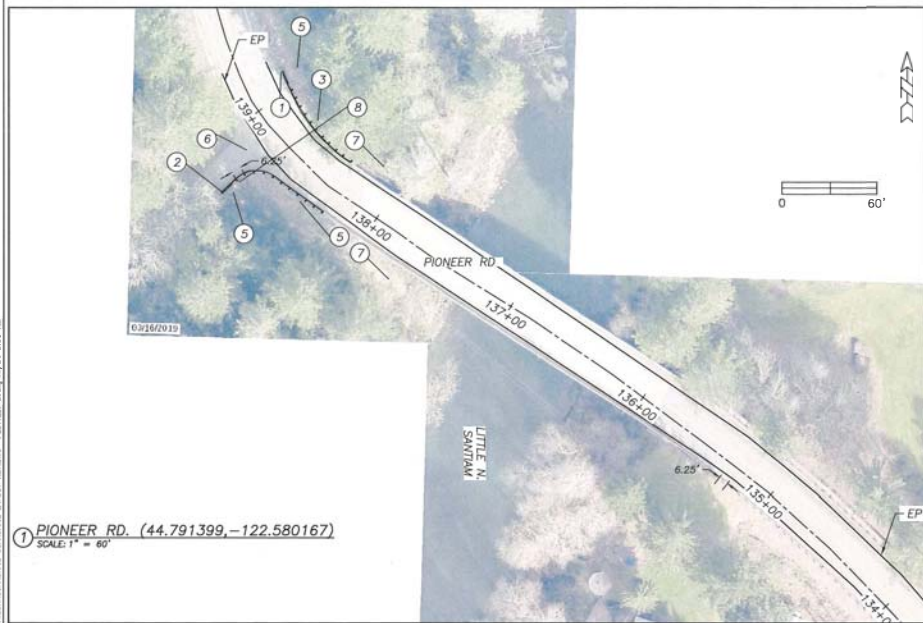 EP
5
1
3
8
139+00
6
7
2
6.25'
5
5
7
138+00
N
0 60'
PIONEER RD
137+00
03/16/2019
136+00
LITTLE N.
SANTIAM
6.25'
135+00
EP
134+00
1 PIONEER RD. (44.791399,-122.580167)
SCALE: 1" = 60'